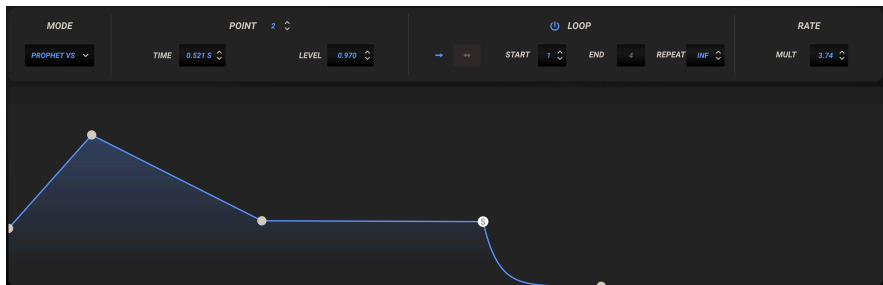 MODE POINT 2 LOOP RATE
PROPHET VS TIME 0.521 S LEVEL 0.970 START 1 END 4 REPEAT INF MULT 3.74
S